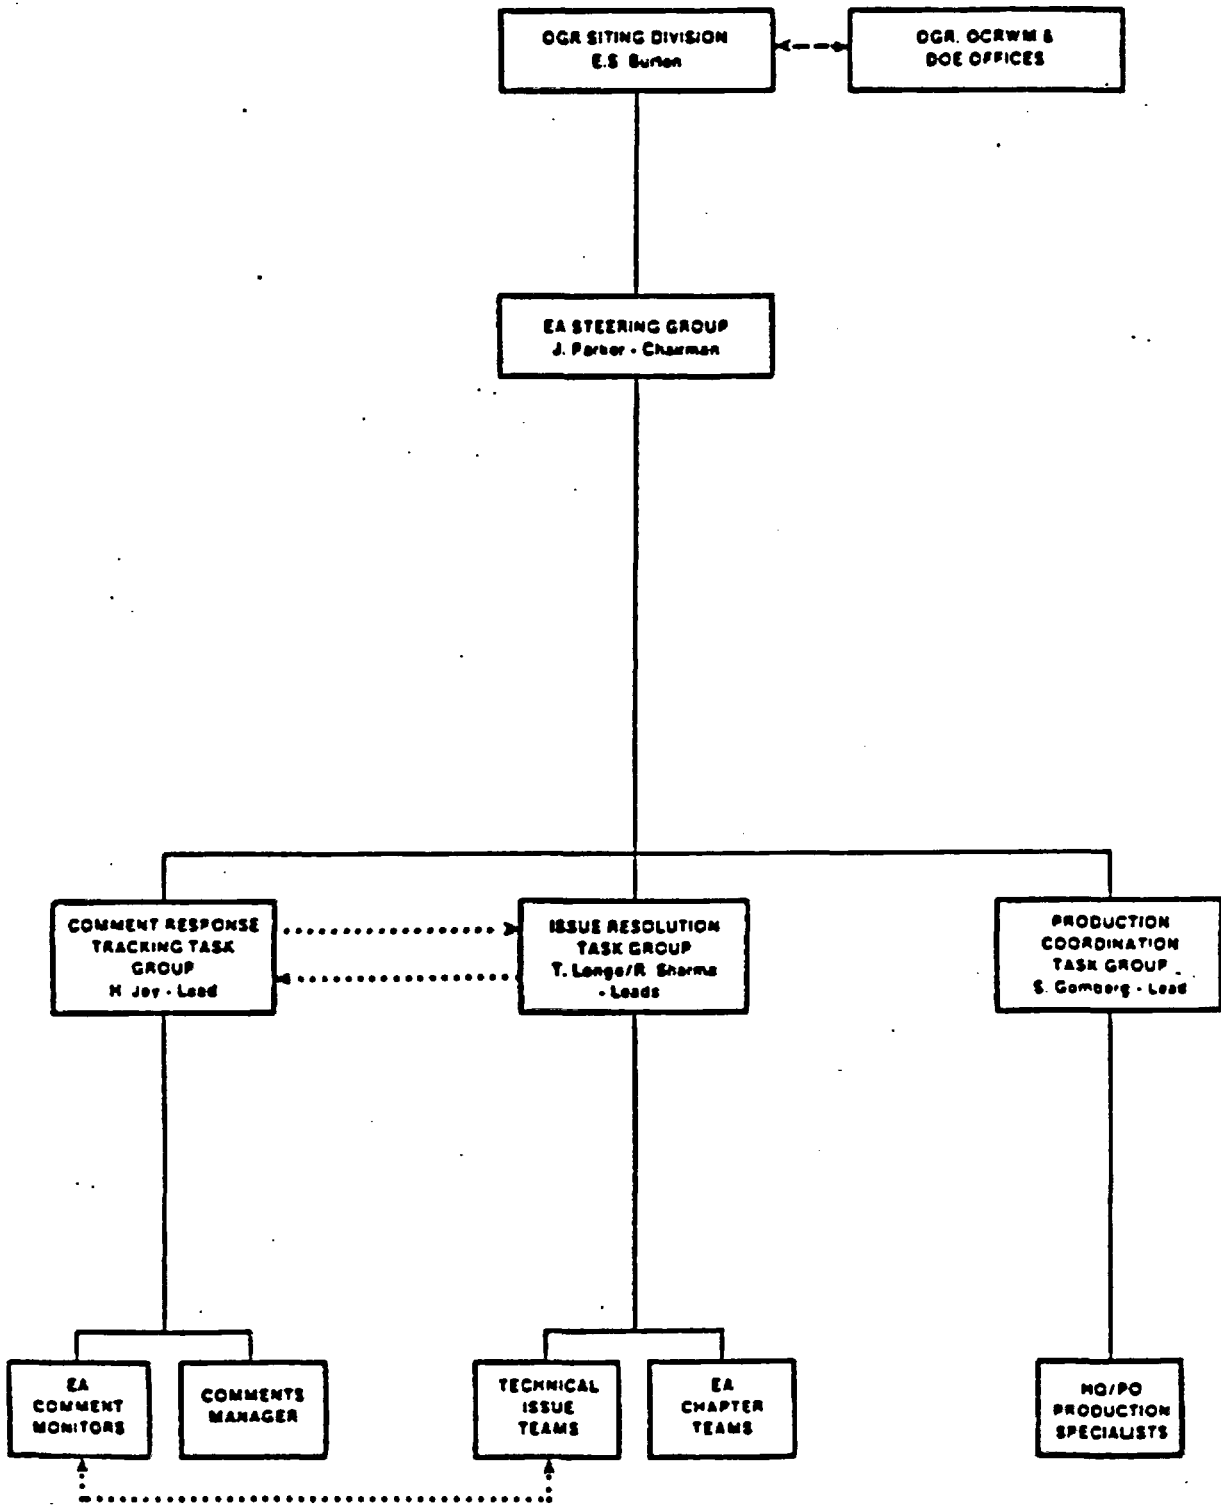 OGR SITING DIVISION
E.S. Burton
OGR, OCRWM &
DOE OFFICES
EA STEERING GROUP
J. Parker - Chairman
COMMENT RESPONSE
TRACKING TASK
GROUP
H. Joy - Lead
ISSUE RESOLUTION
TASK GROUP
T. Longo/R. Sharma
- Leads
PRODUCTION
COORDINATION
TASK GROUP
S. Gomberg - Lead
EA
COMMENT
MONITORS
COMMENTS
MANAGER
TECHNICAL
ISSUE
TEAMS
EA
CHAPTER
TEAMS
HQ/PO
PRODUCTION
SPECIALISTS